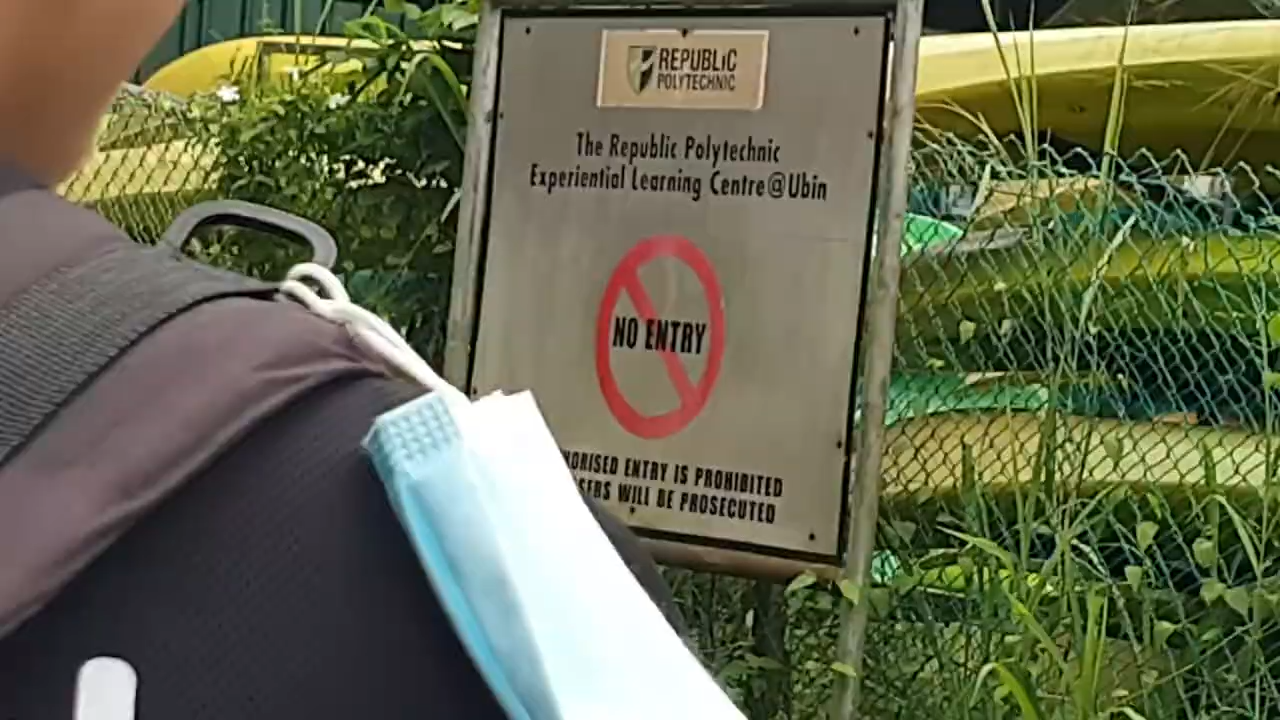 REPUBLIC
POLYTECHNIC
The Republic Polytechnic
Experiential Learning Centre@Ubin
NO ENTRY
ENTRY IS PROHIBITED
WILL BE PROSECUTED